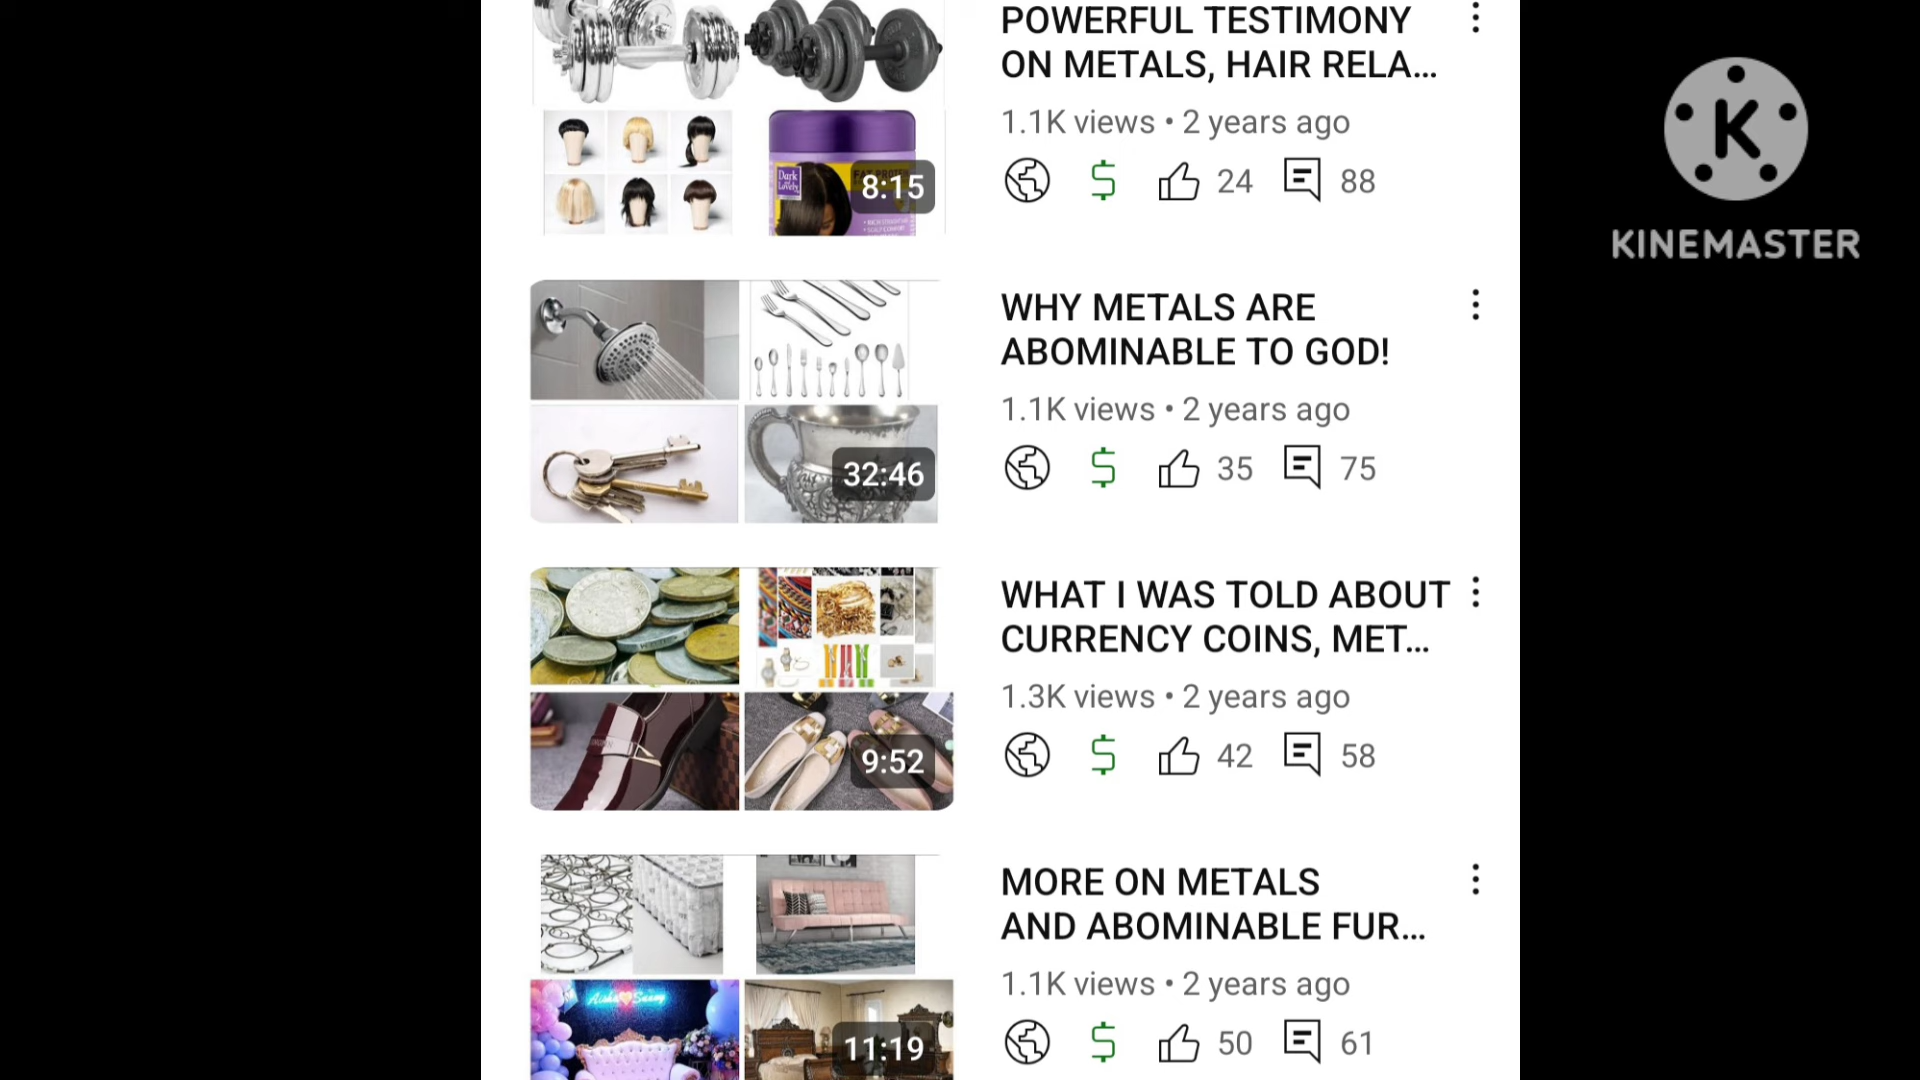 POWERFUL TESTIMONY
ON METALS, HAIR RELA...
1.1K views • 2 years ago
24
88
Dark
Lovely
8:15
KINEMASTER
WHY METALS ARE
ABOMINABLE TO GOD!
1.1K views • 2 years ago
35
75
32:46
WHAT I WAS TOLD ABOUT
CURRENCY COINS, MET...
1.3K views • 2 years ago
42
58
9:52
MORE ON METALS
AND ABOMINABLE FUR...
1.1K views • 2 years ago
50
61
11:19